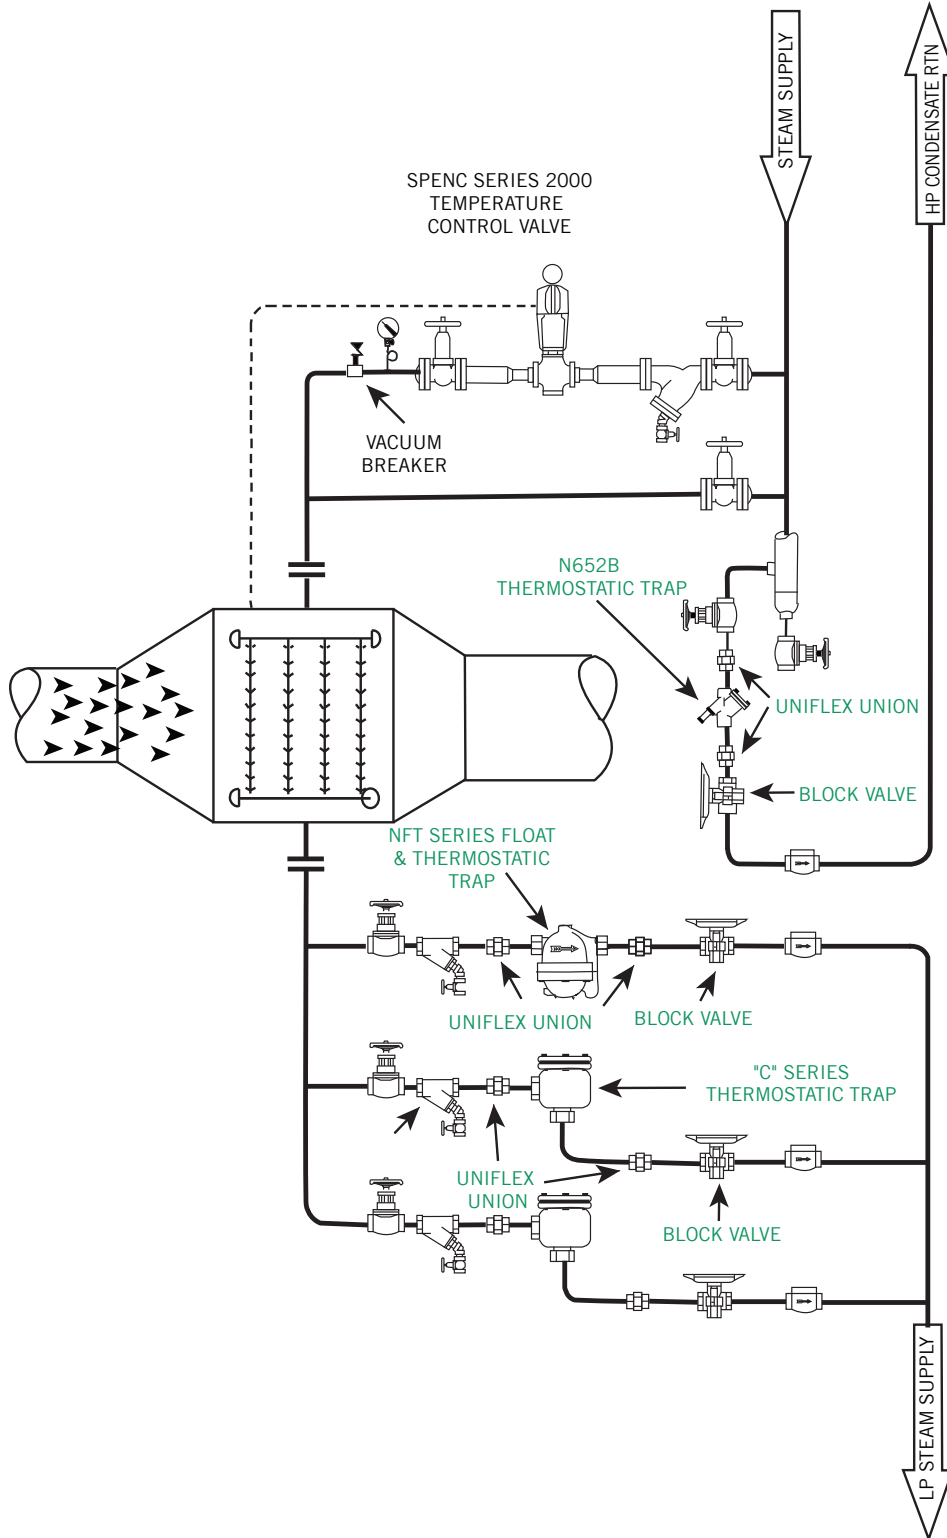 STEAM SUPPLY
HP CONDENSATE RTN
SPENC SERIES 2000
TEMPERATURE
CONTROL VALVE
VACUUM
BREAKER
N652B
THERMOSTATIC TRAP
UNIFLEX UNION
BLOCK VALVE
NFT SERIES FLOAT
& THERMOSTATIC
TRAP
UNIFLEX UNION
BLOCK VALVE
"C" SERIES
THERMOSTATIC TRAP
UNIFLEX
UNION
BLOCK VALVE
LP STEAM SUPPLY